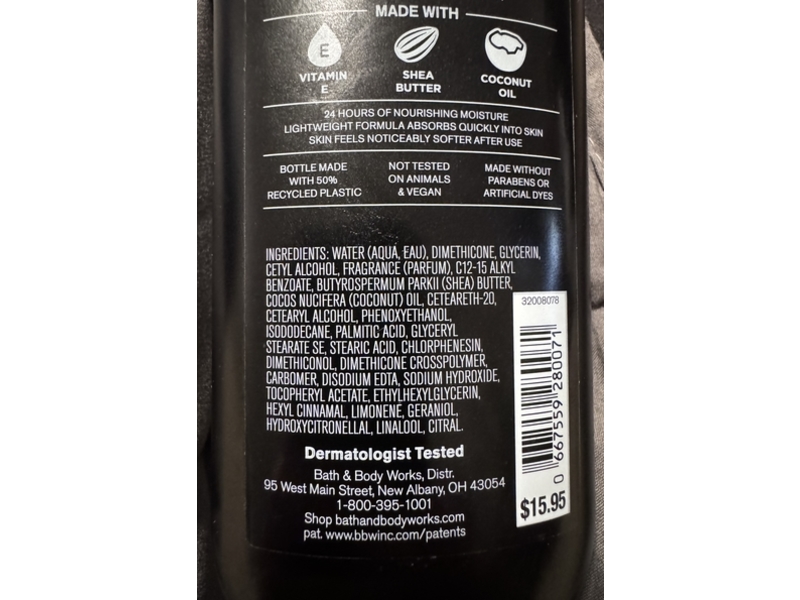 MADE WITH
E
VITAMIN
E
SHEA
BUTTER
COCONUT
OIL
24 HOURS OF NOURISHING MOISTURE
LIGHTWEIGHT FORMULA ABSORBS QUICKLY INTO SKIN
SKIN FEELS NOTICEABLY SOFTER AFTER USE
BOTTLE MADE
WITH 50%
RECYCLED PLASTIC
NOT TESTED
ON ANIMALS
& VEGAN
MADE WITHOUT
PARABENS OR
ARTIFICIAL DYES
INGREDIENTS: WATER (AQUA, EAU), DIMETHICONE, GLYCERIN,
CETYL ALCOHOL, FRAGRANCE (PARFUM), C12-15 ALKYL
BENZOATE, BUTYROSPERMUM PARKII (SHEA) BUTTER,
COCOS NUCIFERA (COCONUT) OIL, CETEARETH-20,
CETEARYL ALCOHOL, PHENOXYETHANOL,
ISODODECANE, PALMITIC ACID, GLYCERYL
STEARATE SE, STEARIC ACID, CHLORPHENESIN,
DIMETHICONOL, DIMETHICONE CROSSPOLYMER,
CARBOMER, DISODIUM EDTA, SODIUM HYDROXIDE,
TOCOPHERYL ACETATE, ETHYLHEXYLGLYCERIN,
HEXYL CINNAMAL, LIMONENE, GERANIOL,
HYDROXYCITRONELLAL, LINALOOL, CITRAL.
Dermatologist Tested
Bath & Body Works, Distr.
95 West Main Street, New Albany, OH 43054
1-800-395-1001
Shop bathandbodyworks.com
pat. www.bbwinc.com/patents
32008078
0 667559 280071
$15.95